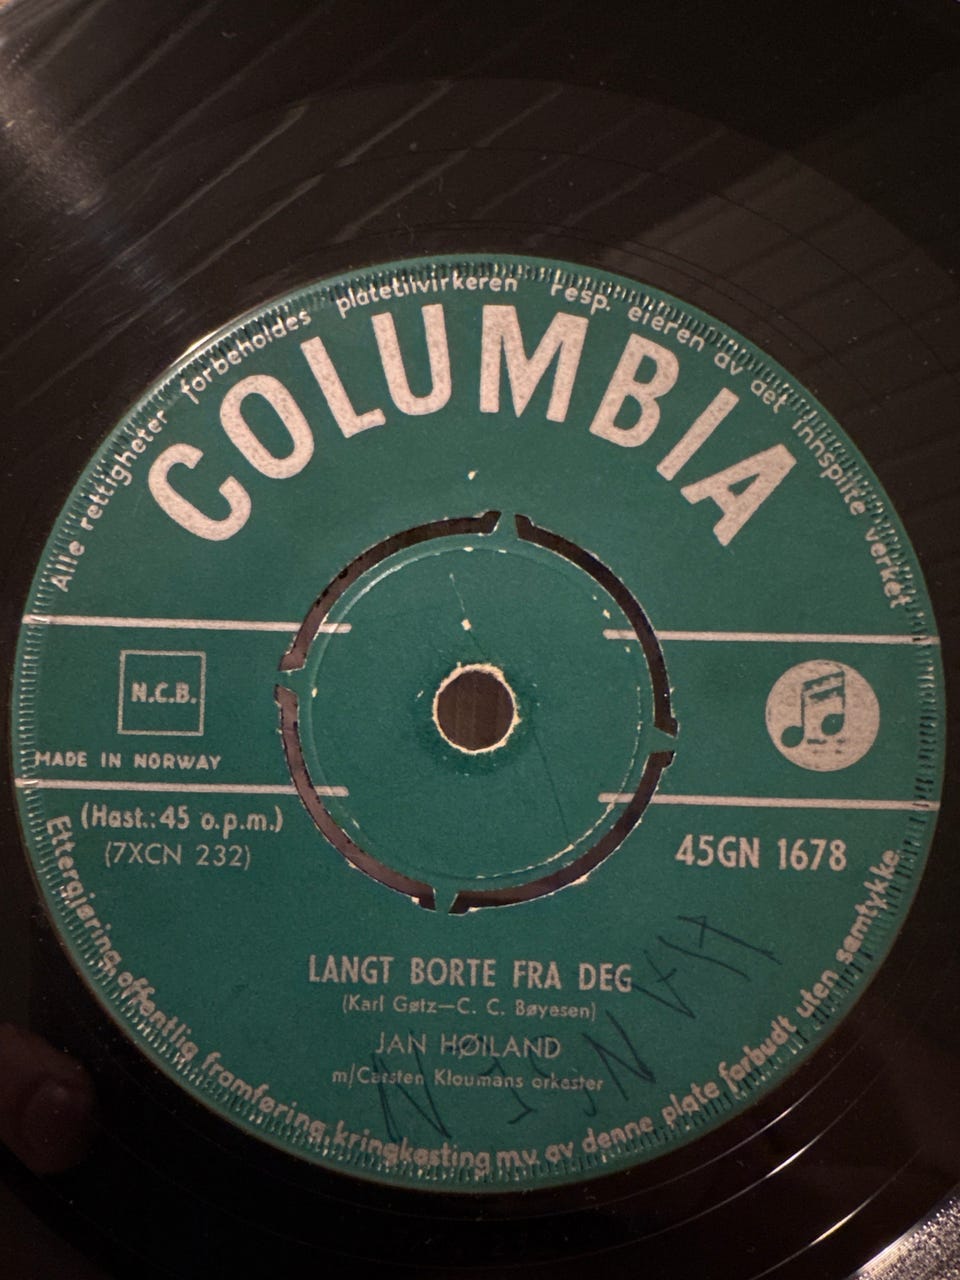 Alle rettigheter forbeholdes platetilvirkeren resp. eieren av det innspilte verket
COLUMBIA
N.C.B.
MADE IN NORWAY
(Hast.: 45 o.p.m.)
(7XCN 232)
45GN 1678
LANGT BORTE FRA DEG
(Karl Gøtz—C. C. Bøyesen)
JAN HØILAND
m/Carsten Kloumans orkester
Ettergjøring offentlig framføring kringkasting m.v. av denne plate forbudt uten samtykke